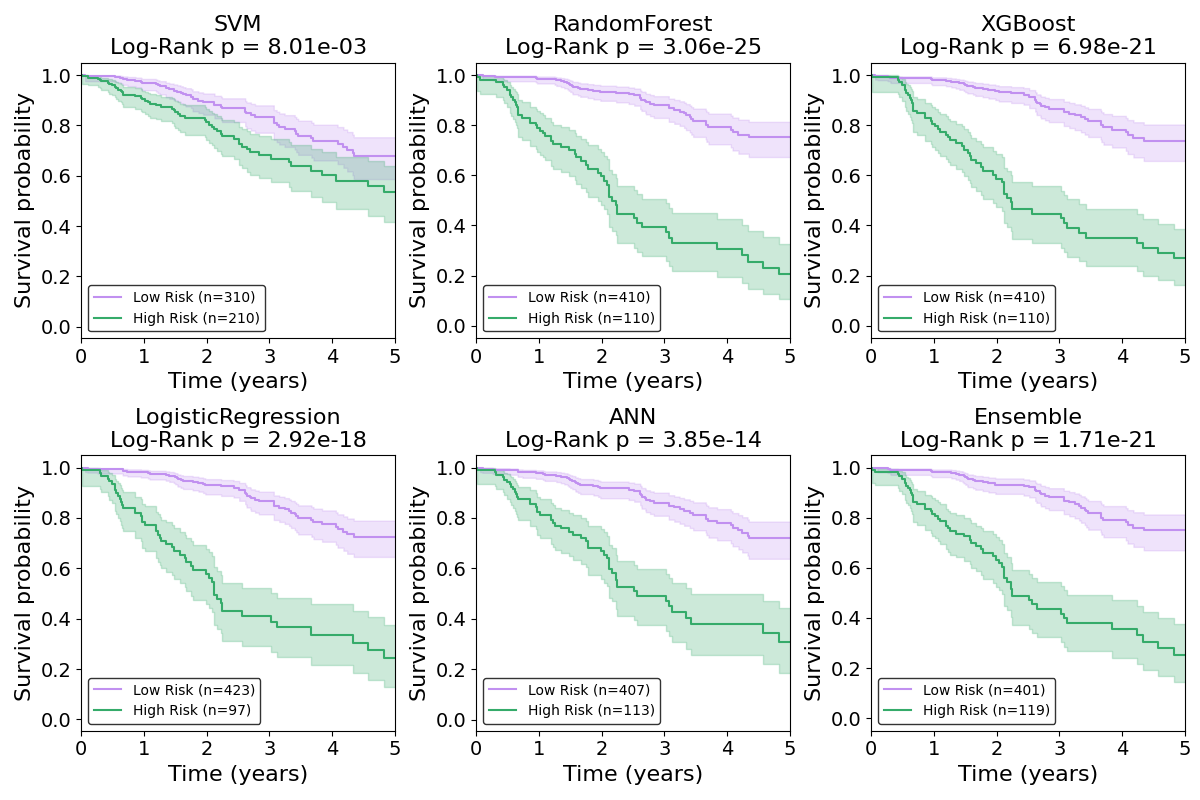 SVM
Log-Rank p = 8.01e-03
Survival probability
1.0
0.8
0.6
0.4
0.2
0.0
Low Risk (n=310)
High Risk (n=210)
0 1 2 3 4 5
Time (years)
RandomForest
Log-Rank p = 3.06e-25
Survival probability
1.0
0.8
0.6
0.4
0.2
0.0
Low Risk (n=410)
High Risk (n=110)
0 1 2 3 4 5
Time (years)
XGBoost
Log-Rank p = 6.98e-21
Survival probability
1.0
0.8
0.6
0.4
0.2
0.0
Low Risk (n=410)
High Risk (n=110)
0 1 2 3 4 5
Time (years)
LogisticRegression
Log-Rank p = 2.92e-18
Survival probability
1.0
0.8
0.6
0.4
0.2
0.0
Low Risk (n=423)
High Risk (n=97)
0 1 2 3 4 5
Time (years)
ANN
Log-Rank p = 3.85e-14
Survival probability
1.0
0.8
0.6
0.4
0.2
0.0
Low Risk (n=407)
High Risk (n=113)
0 1 2 3 4 5
Time (years)
Ensemble
Log-Rank p = 1.71e-21
Survival probability
1.0
0.8
0.6
0.4
0.2
0.0
Low Risk (n=401)
High Risk (n=119)
0 1 2 3 4 5
Time (years)